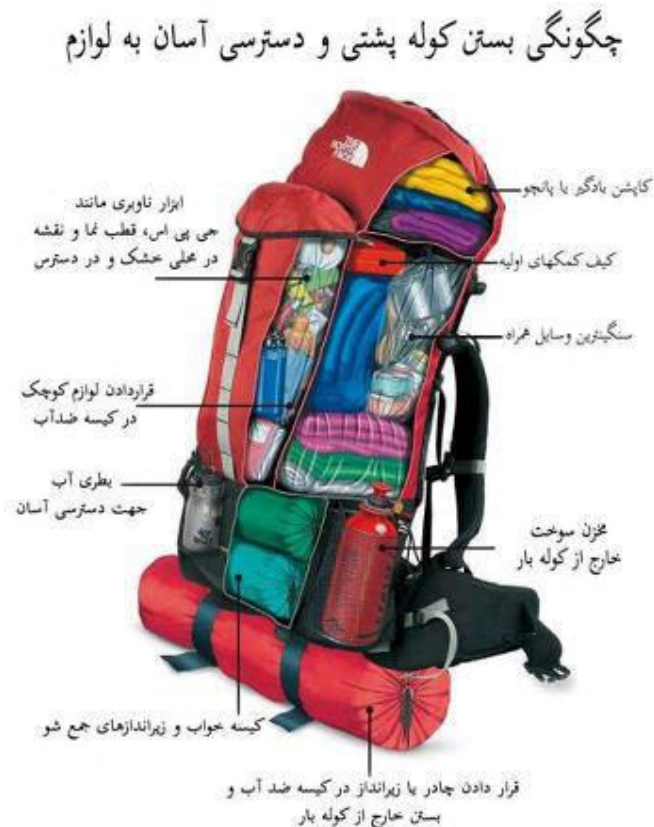 چگونگی بستن کوله پشتی و دسترسی آسان به لوازم
THE
NORTH
FACE
کاپشن بادگیر یا پانچو
ابزار ناوبری مانند
جی پی اس، قطب نما و نقشه
در محلی خشک و در دسترس
کیف کمکهای اولیه
سنگینترین وسایل همراه
قراردادن لوازم کوچک
در کیسه ضدآب
بطری آب
جهت دسترسی آسان
مخزن سوخت
خارج از کوله بار
کیسه خواب و زیراندازهای جمع شو
قرار دادن چادر یا زیرانداز در کیسه ضد آب و
بستن خارج از کوله بار